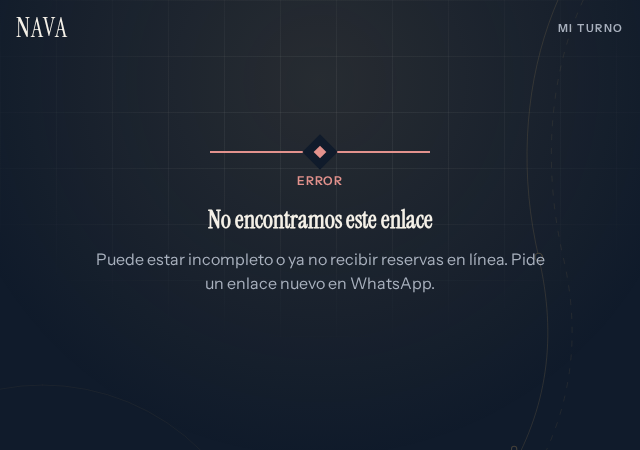 NAVA
MI TURNO
ERROR
No encontramos este enlace
Puede estar incompleto o ya no recibir reservas en línea. Pide
un enlace nuevo en WhatsApp.